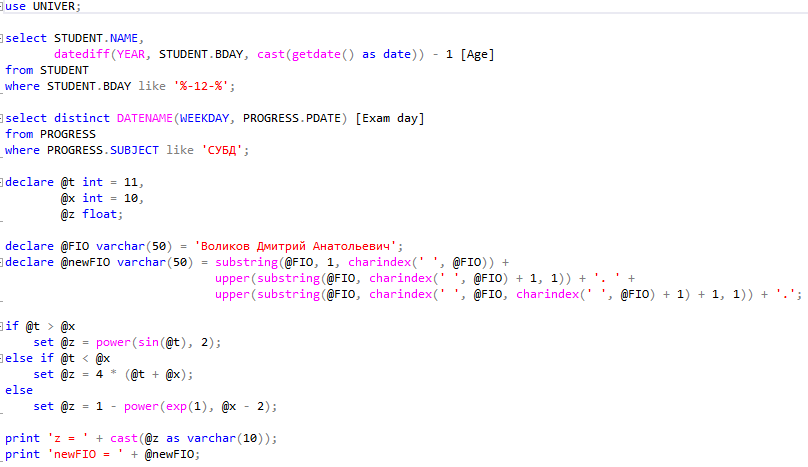 use UNIVER;
select STUDENT.NAME,
datediff(YEAR, STUDENT.BDAY, cast(getdate() as date)) - 1 [Age]
from STUDENT
where STUDENT.BDAY like '%-12-%';
select distinct DATENAME(WEEKDAY, PROGRESS.PDATE) [Exam day]
from PROGRESS
where PROGRESS.SUBJECT like 'СУБД';
declare @t int = 11,
@x int = 10,
@z float;
declare @FIO varchar(50) = 'Воликов Дмитрий Анатольевич';
declare @newFIO varchar(50) = substring(@FIO, 1, charindex(' ', @FIO)) +
upper(substring(@FIO, charindex(' ', @FIO) + 1, 1)) + '. ' +
upper(substring(@FIO, charindex(' ', @FIO, charindex(' ', @FIO) + 1) + 1, 1)) + '.';
if @t > @x
set @z = power(sin(@t), 2);
else if @t < @x
set @z = 4 * (@t + @x);
else
set @z = 1 - power(exp(1), @x - 2);
print 'z = ' + cast(@z as varchar(10));
print 'newFIO = ' + @newFIO;